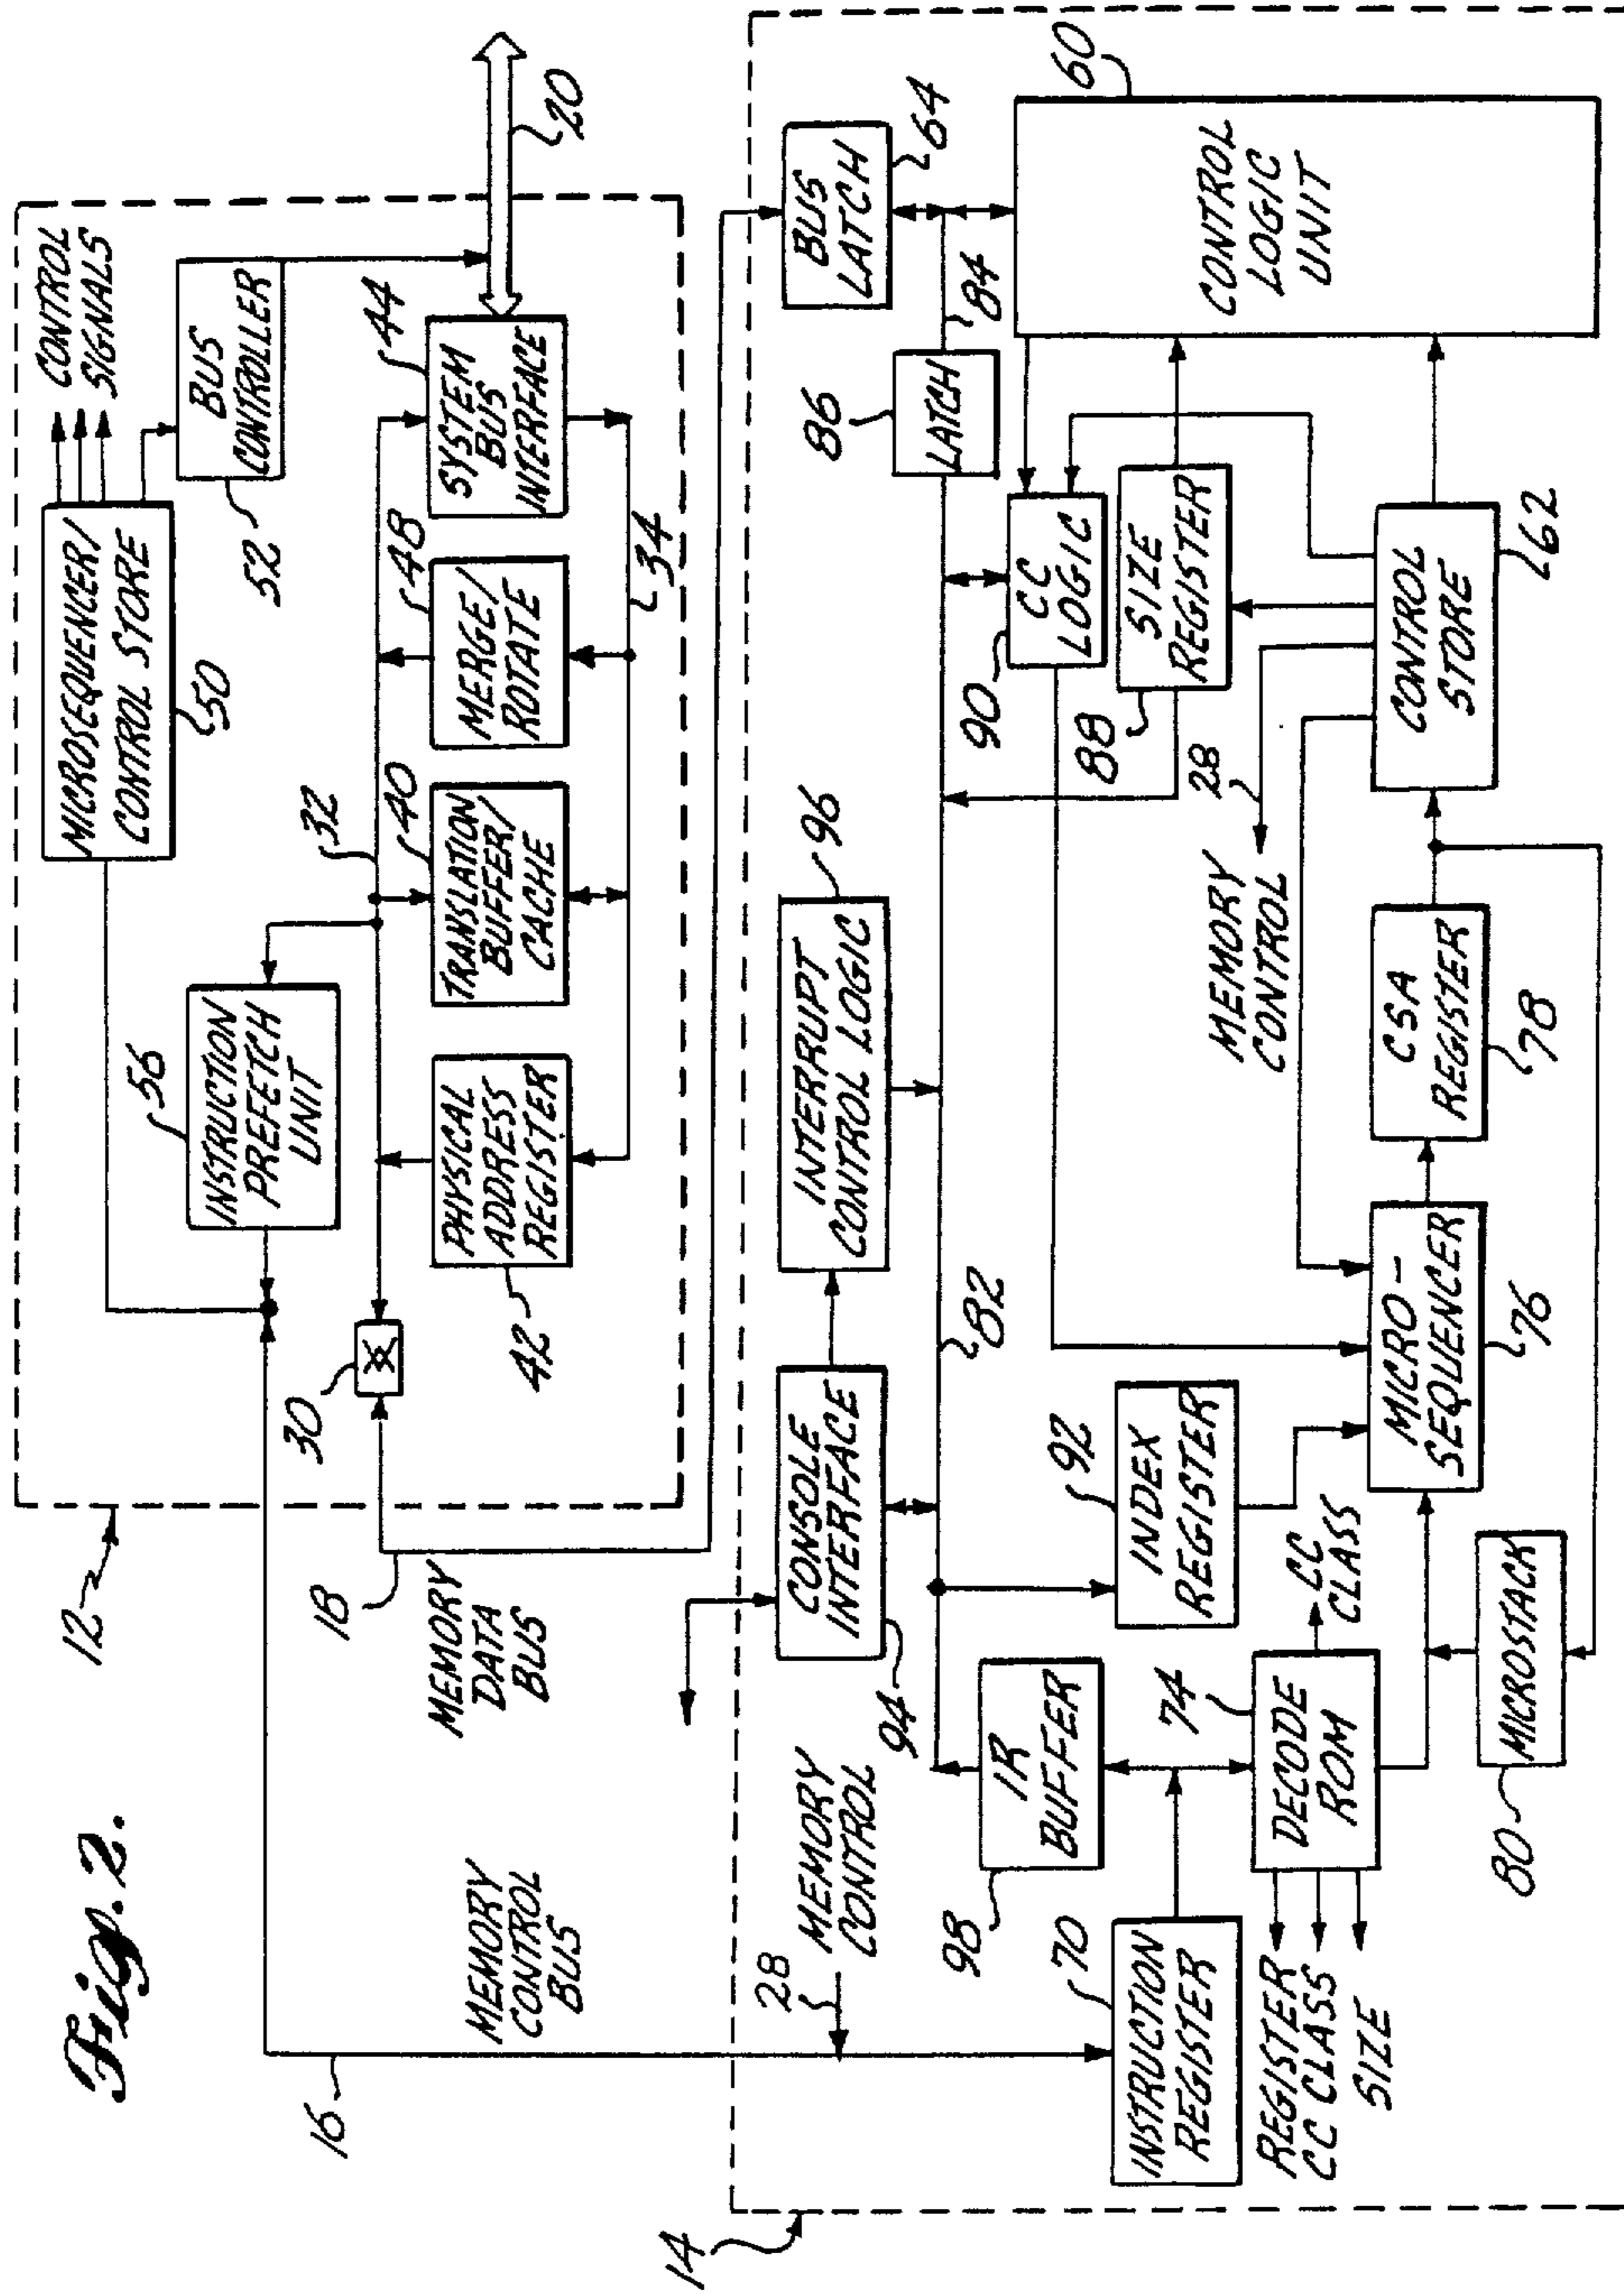 Fig. 2.
12
MICROSEQUENCER/
CONTROL STORE
50
CONTROL
SIGNALS
BUS
CONTROLLER
52
56
INSTRUCTION
PREFETCH
UNIT
32
30
PHYSICAL
ADDRESS
REGISTER
42
TRANSLATION
BUFFER/
CACHE
40
MERGE/
ROTATE
48
SYSTEM
BUS
INTERFACE
44
34
20
16
MEMORY
CONTROL
BUS
18
MEMORY
DATA
BUS
14
28
MEMORY
CONTROL
CONSOLE
INTERFACE
94
INTERRUPT
CONTROL LOGIC
96
BUS
LATCH
64
86
LATCH
84
82
98
IR
BUFFER
92
INDEX
REGISTER
90
CC
LOGIC
88
SIZE
REGISTER
CONTROL
LOGIC
UNIT
60
70
INSTRUCTION
REGISTER
74
DECODE
ROM
CC
CLASS
REGISTER
CC CLASS
SIZE
80
MICROSTACK
MICRO-
SEQUENCER
76
CSA
REGISTER
78
MEMORY
CONTROL
28
CONTROL
STORE
62